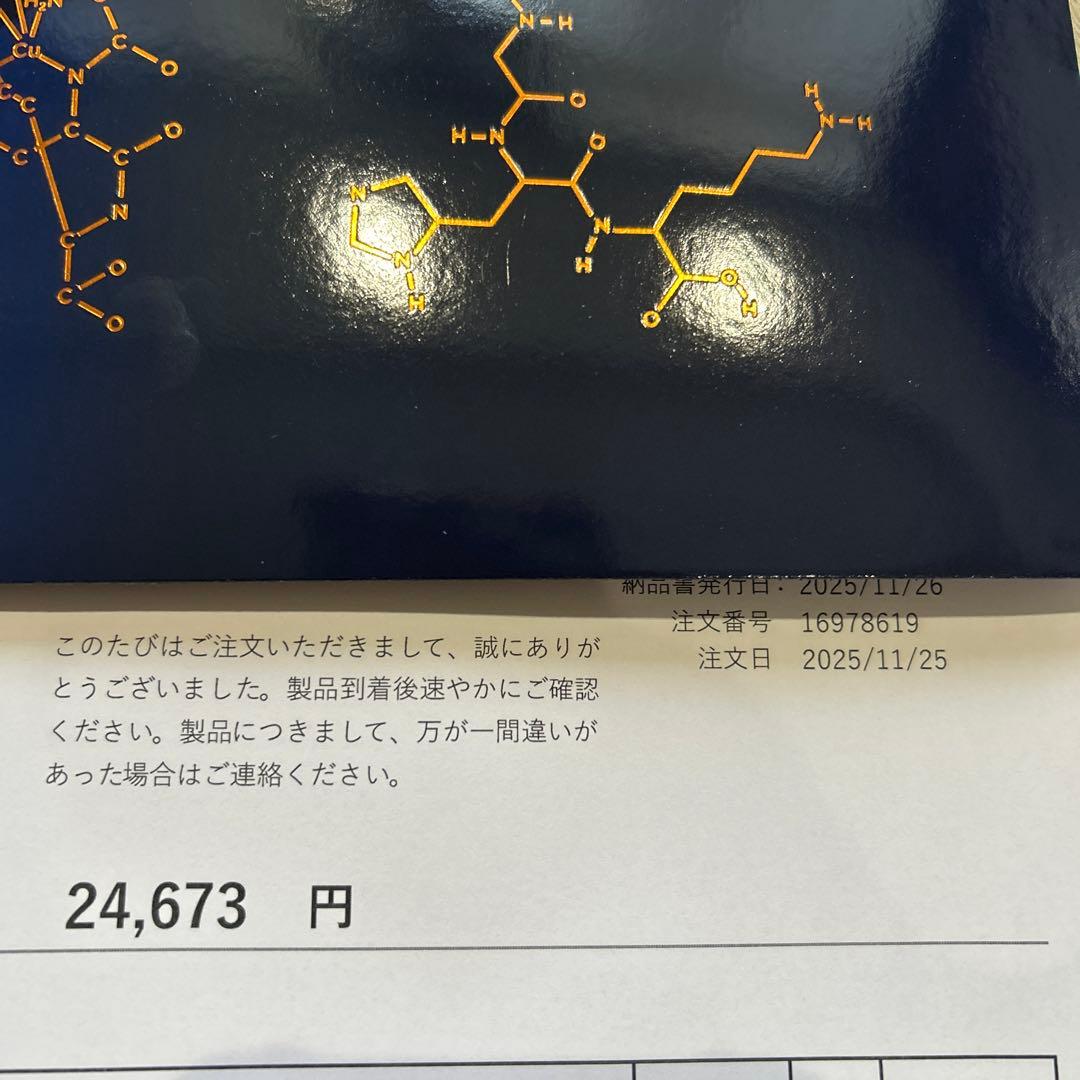 H₂N
Cu
N
C
O
C
C
C
C
C
O
N
C
C
O
O
N-H
O
H-N
O
N
N
H
N
H
O
O
H
H
N-H
納品書発行日: 2025/11/26
注文番号 16978619
注文日 2025/11/25
このたびはご注文いただきまして、誠にありが
とうございました。製品到着後速やかにご確認
ください。製品につきまして、万が一間違いが
あった場合はご連絡ください。
24,673 円